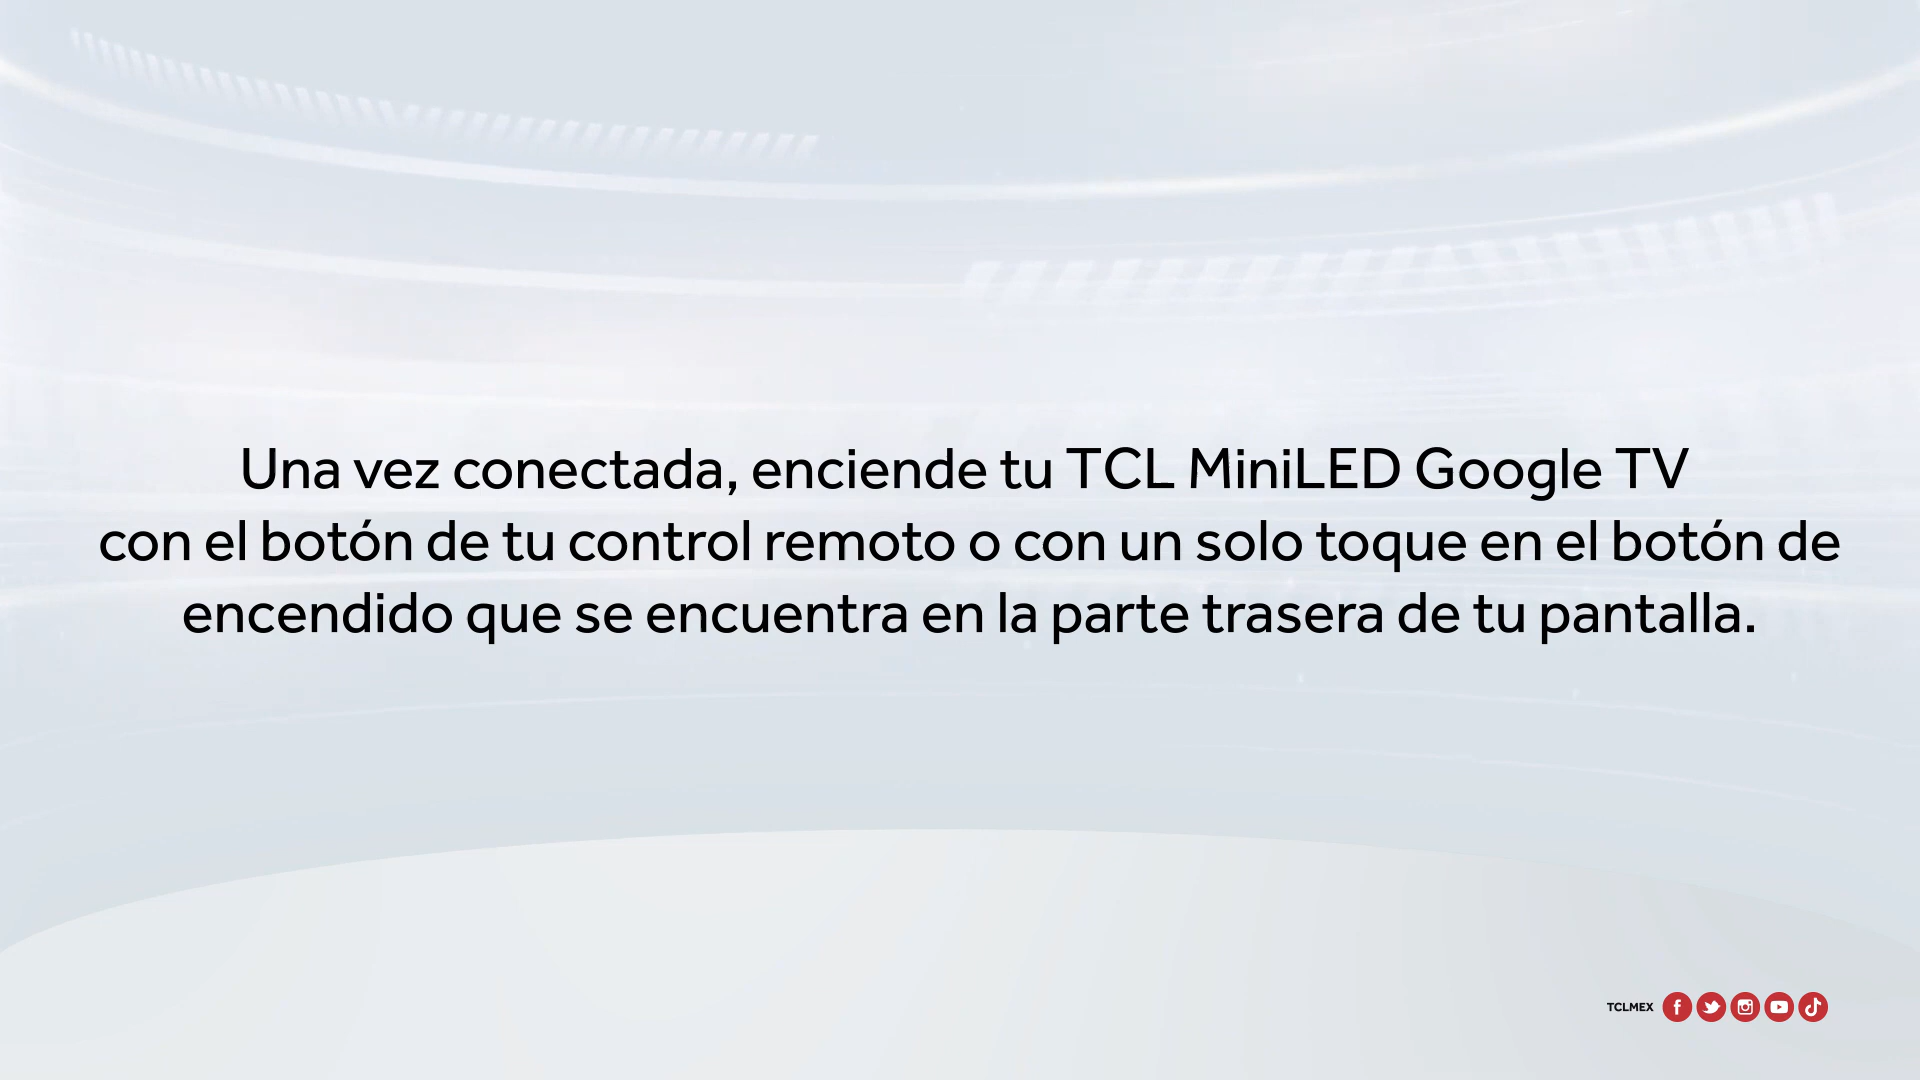 Una vez conectada, enciende tu TCL MiniLED Google TV
con el botón de tu control remoto o con un solo toque en el botón de
encendido que se encuentra en la parte trasera de tu pantalla.
TCLMEX